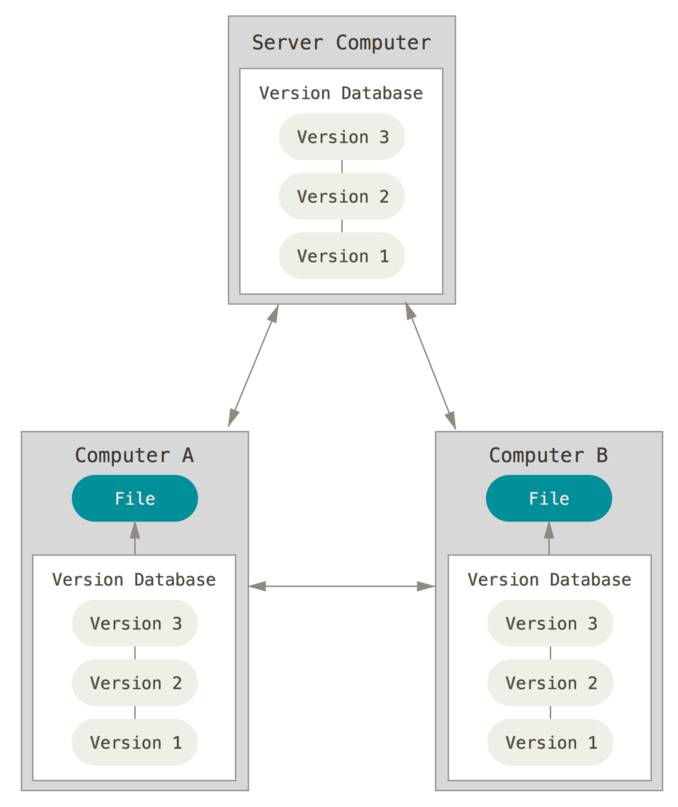 Server Computer
Version Database
Version 3
Version 2
Version 1
Computer A
File
Version Database
Version 3
Version 2
Version 1
Computer B
File
Version Database
Version 3
Version 2
Version 1